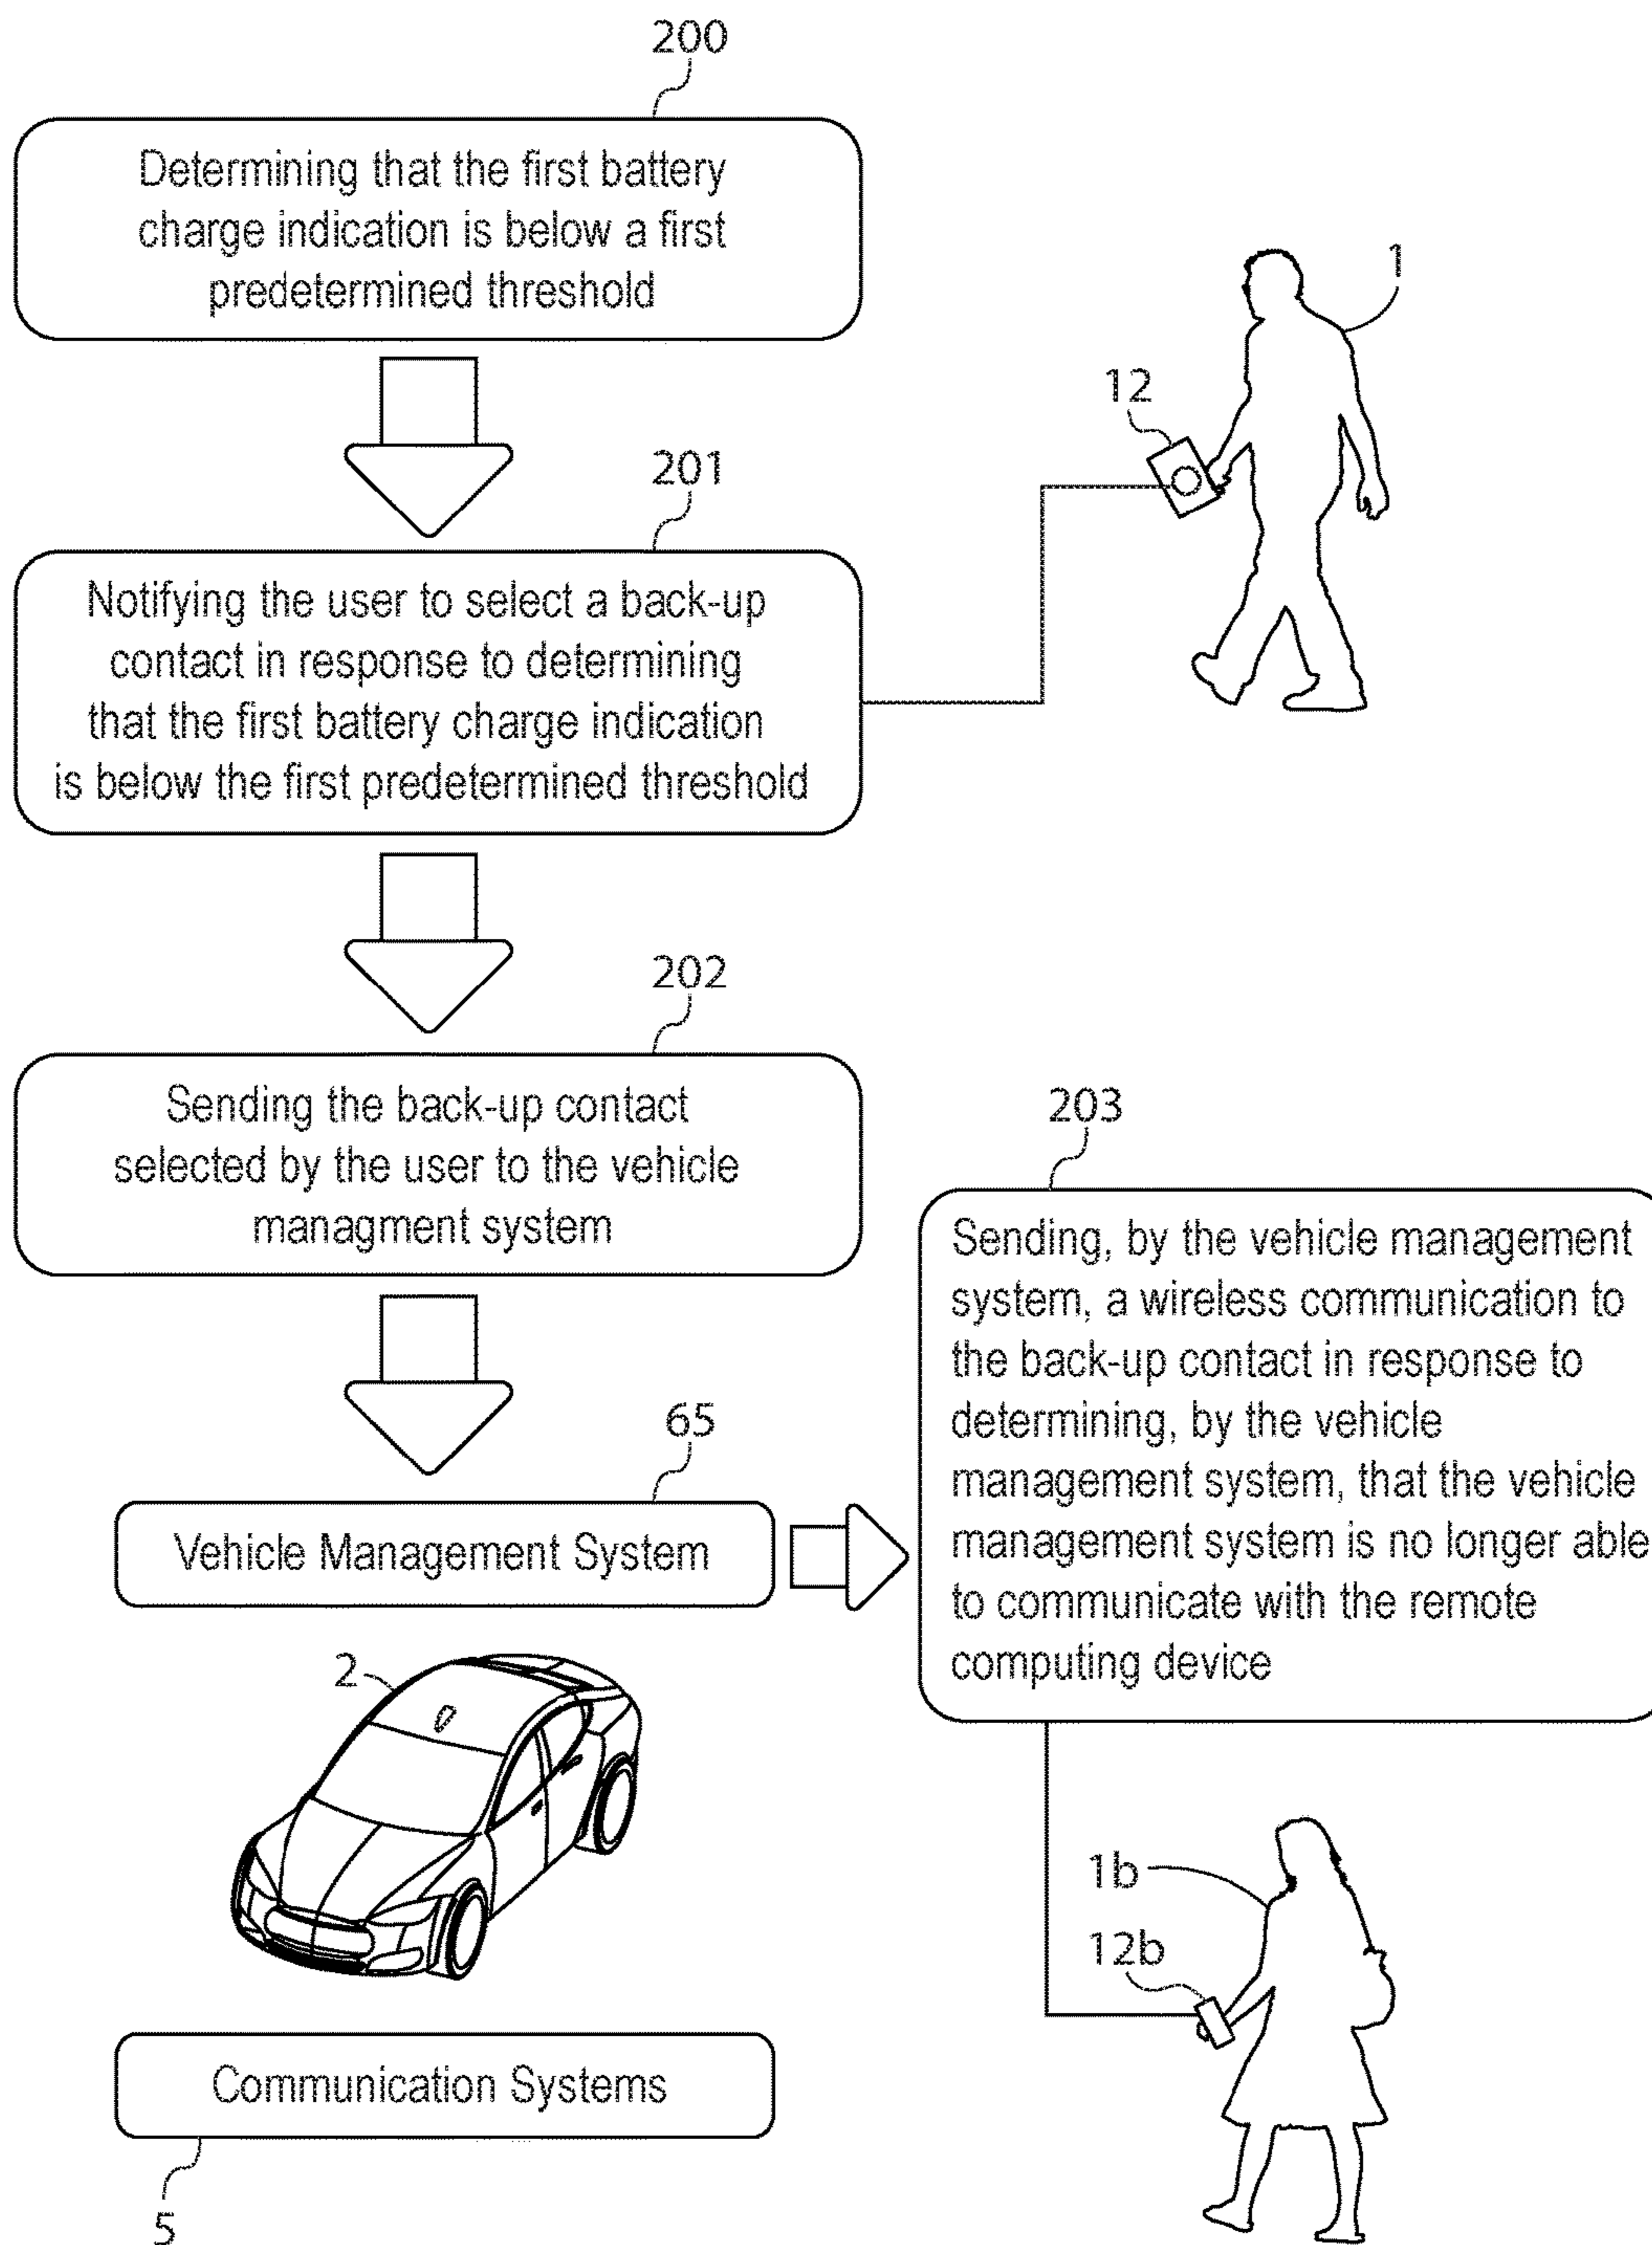 200
Determining that the first battery
charge indication is below a first
predetermined threshold
1
12
201
Notifying the user to select a back-up
contact in response to determining
that the first battery charge indication
is below the first predetermined threshold
202
Sending the back-up contact
selected by the user to the vehicle
managment system
203
Sending, by the vehicle management
system, a wireless communication to
the back-up contact in response to
determining, by the vehicle
management system, that the vehicle
management system is no longer able
to communicate with the remote
computing device
65
Vehicle Management System
2
1b
12b
Communication Systems
5